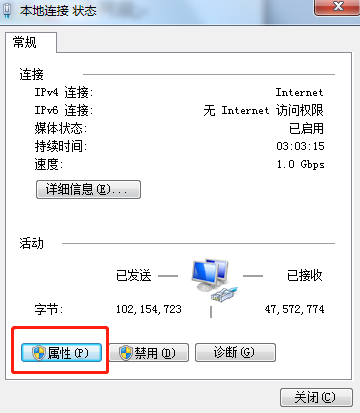 本地连接 状态
常规
连接
IPv4 连接: Internet
IPv6 连接: 无 Internet 访问权限
媒体状态: 已启用
持续时间: 03:03:15
速度: 1.0 Gbps
详细信息(E)...
活动
已发送 已接收
字节: 102,154,723 47,572,774
属性(P) 禁用(D) 诊断(G)
关闭(C)